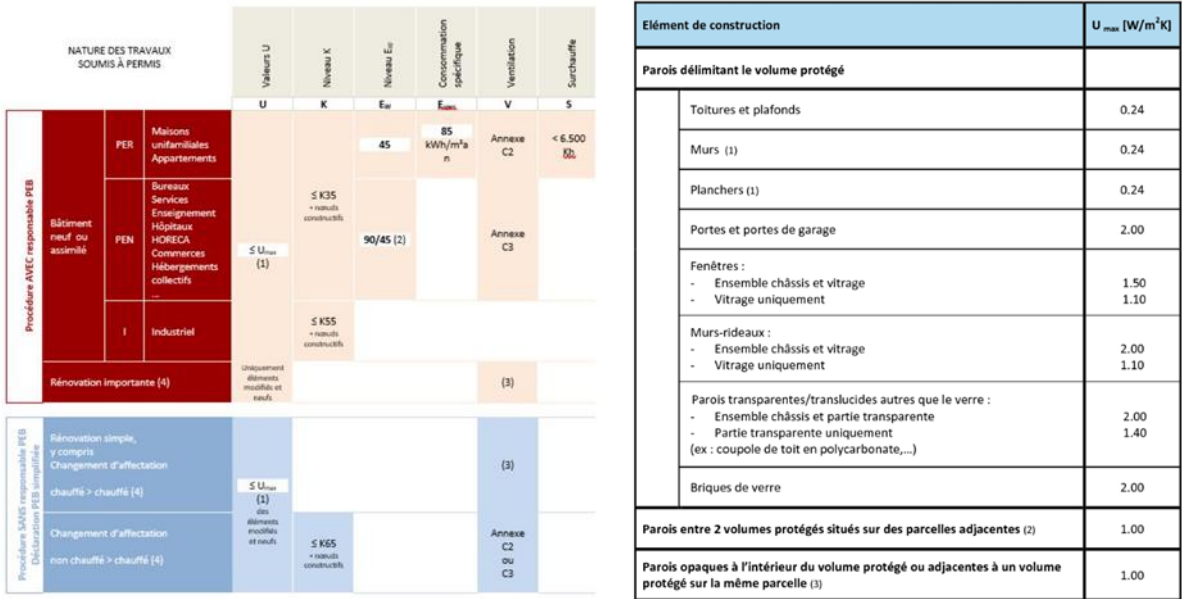 NATURE DES TRAVAUX
SOUMIS À PERMIS
Valeurs U
Niveau K
Niveau Ew
Consommation
spécifique
Ventilation
Surchauffe
U
K
EW
Espec
V
S
Procédure AVEC responsable PEB
Bâtiment
neuf ou
assimilé
PER
Maisons
unifamiliales
Appartements
PEN
Bureaux
Services
Enseignement
Hôpitaux
HORECA
Commerces
Hébergements
collectifs
...
I
Industriel
≤ Umax
(1)
≤ K35
+ nœuds
constructifs
45
85
kWh/m²a
n
Annexe
C2
< 6.500
Kh
90/45 (2)
Annexe
C3
≤ K55
+ nœuds
constructifs
Rénovation importante (4)
Uniquement
éléments
modifiés et
neufs
(3)
Procédure SANS responsable PEB
Déclaration PEB simplifiée
Rénovation simple,
y compris
Changement d'affectation
chauffé > chauffé (4)
≤ Umax
(1)
des
éléments
modifiés
et neufs
(3)
Changement d'affectation
non chauffé > chauffé (4)
≤ K65
+ nœuds
constructifs
Annexe
C2
ou
C3
Elément de construction
U max [W/m²K]
Parois délimitant le volume protégé
Toitures et plafonds 0.24
Murs (1) 0.24
Planchers (1) 0.24
Portes et portes de garage 2.00
Fenêtres :
- Ensemble châssis et vitrage 1.50
- Vitrage uniquement 1.10
Murs-rideaux :
- Ensemble châssis et vitrage 2.00
- Vitrage uniquement 1.10
Parois transparentes/translucides autres que le verre :
- Ensemble châssis et partie transparente 2.00
- Partie transparente uniquement 1.40
(ex : coupole de toit en polycarbonate,...)
Briques de verre 2.00
Parois entre 2 volumes protégés situés sur des parcelles adjacentes (2) 1.00
Parois opaques à l'intérieur du volume protégé ou adjacentes à un volume
protégé sur la même parcelle (3) 1.00